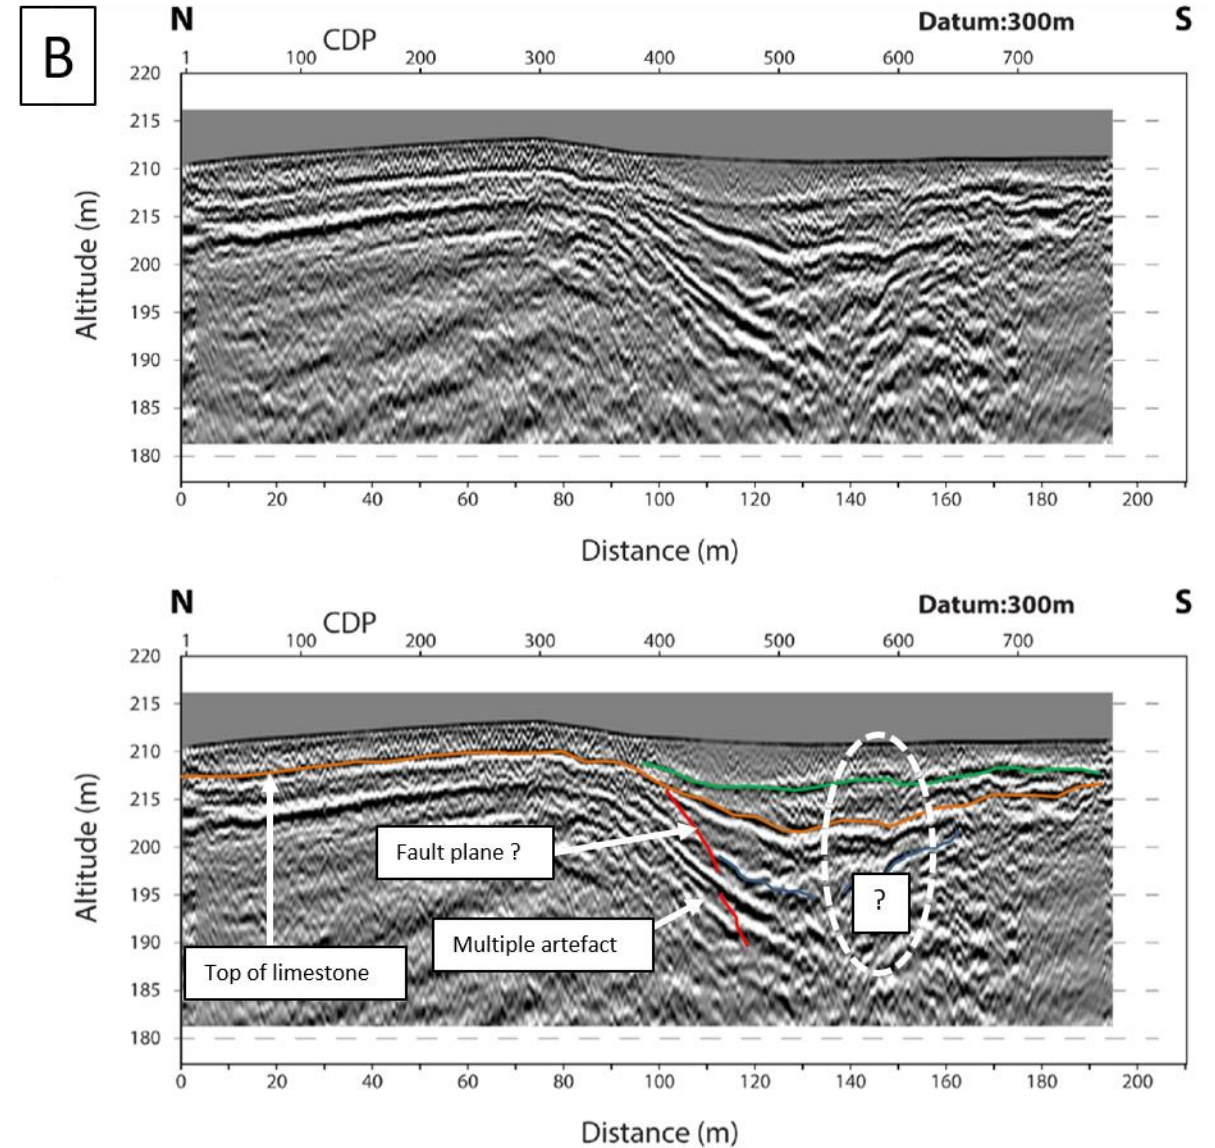 B
N
Datum:300m
S
CDP
1 100 200 300 400 500 600 700
220
215
210
215
200
195
190
185
180
Altitude (m)
0 20 40 60 80 100 120 140 160 180 200
Distance (m)
N
Datum:300m
S
CDP
1 100 200 300 400 500 600 700
220
215
210
215
200
195
190
185
180
Altitude (m)
Fault plane ?
?
Multiple artefact
Top of limestone
0 20 40 60 80 100 120 140 160 180 200
Distance (m)